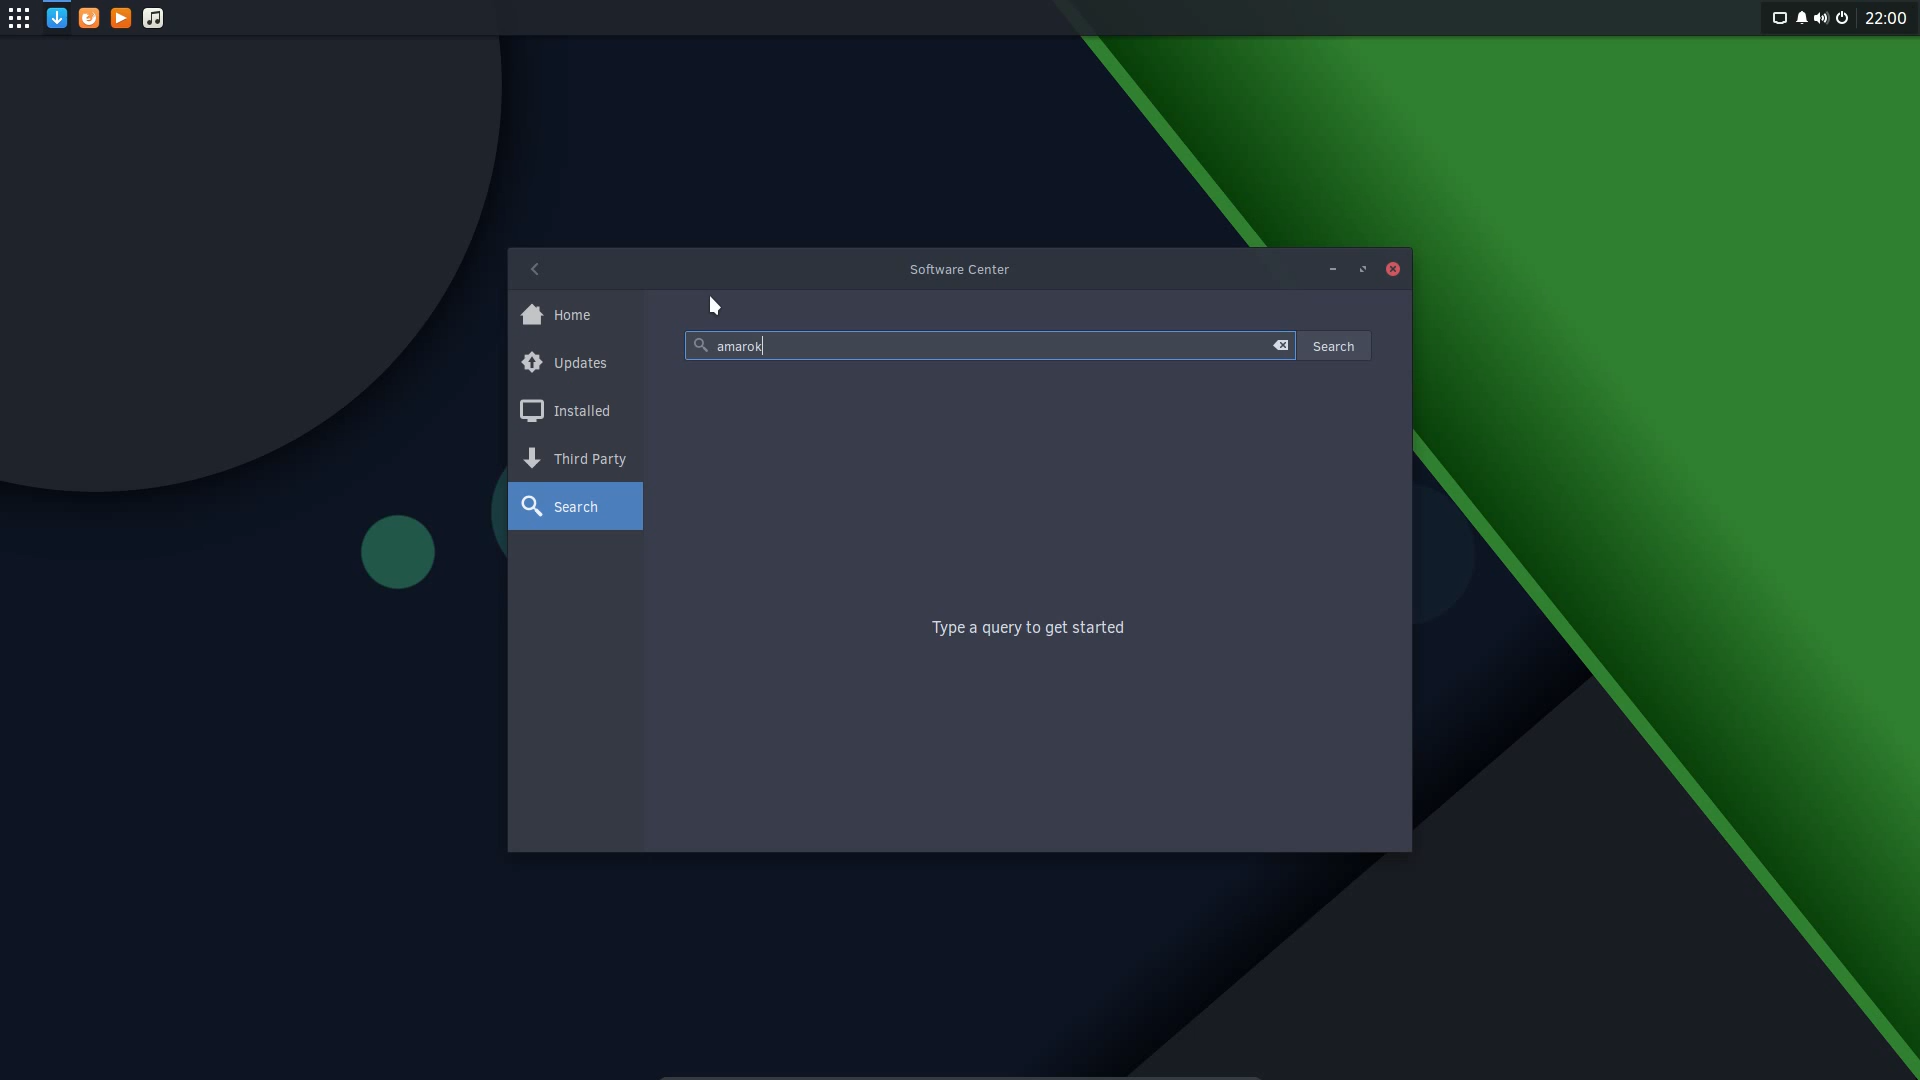 22:00
Software Center
Home
Updates
Installed
Third Party
Search
amarok
Search
Type a query to get started